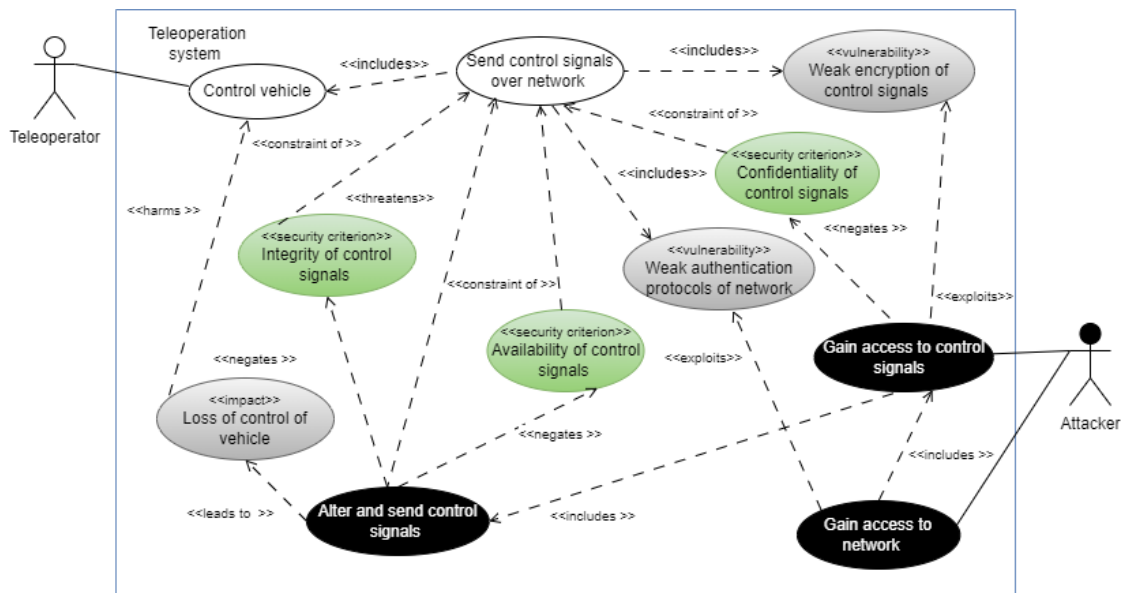 Teleoperation
system
Send control signals
over network
<<includes>>
<<includes>>
<<vulnerability>>
Weak encryption of
control signals
Control vehicle
Teleoperator
<<constraint of >>
<<constraint of >>
<<includes>>
<<security criterion>>
Confidentiality of
control signals
<<harms >>
<<threatens>>
<<security criterion>>
Integrity of control
signals
<<negates >>
<<vulnerability>>
Weak authentication
protocols of network
<<constraint of >>
<<exploits>>
<<security criterion>>
Availability of control
signals
Gain access to control
signals
<<negates >>
<<exploits>>
<<impact>>
Loss of control of
vehicle
Attacker
<<negates >>
<<includes >>
<<leads to >>
Alter and send control
signals
<<includes >>
Gain access to
network